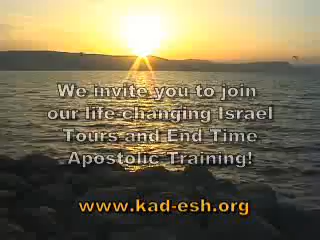 We invite you to join
our life-changing Israel
Tours and End Time
Apostolic Training!
www.kad-esh.org